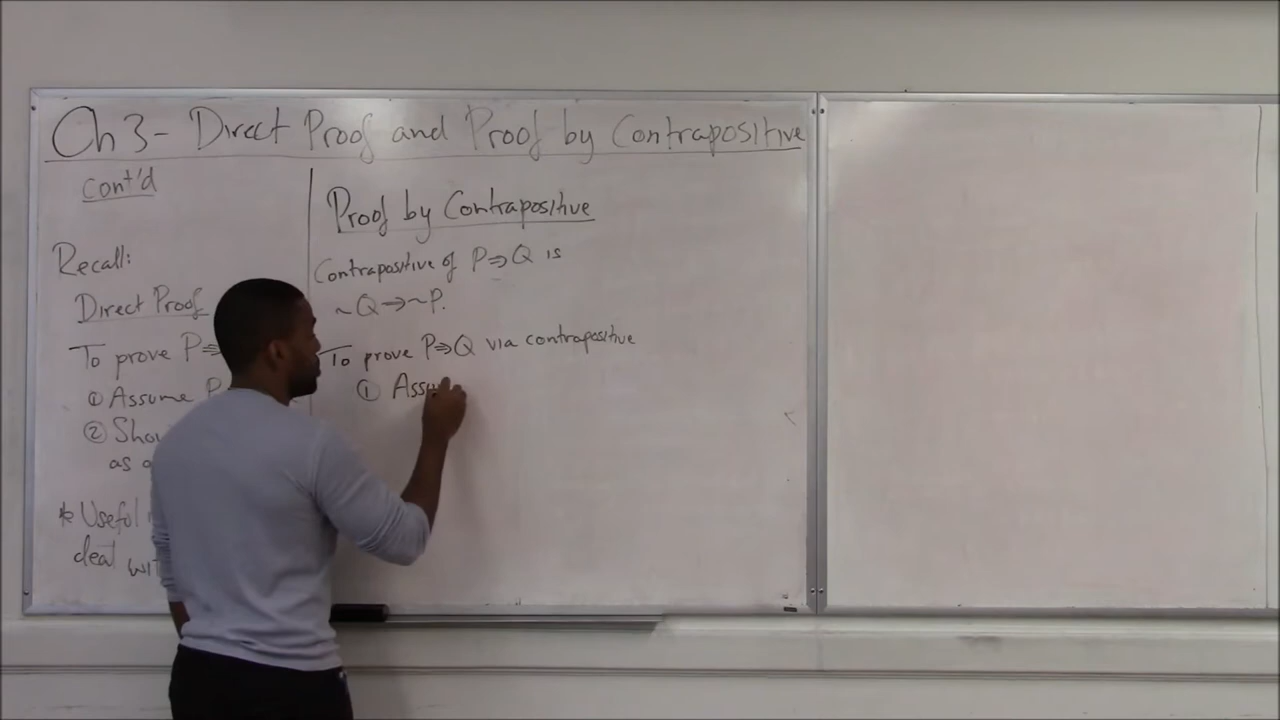 Ch 3- Direct Proof and Proof by Contrapositive
cont'd
Recall:
Direct Proof
To prove P⇒
① Assume P
② Sho
as a
* Useful
deal wit
Proof by Contrapositive
Contrapositive of P⇒Q is
~Q⇒~P.
To prove P⇒Q via contrapositive
① Assu